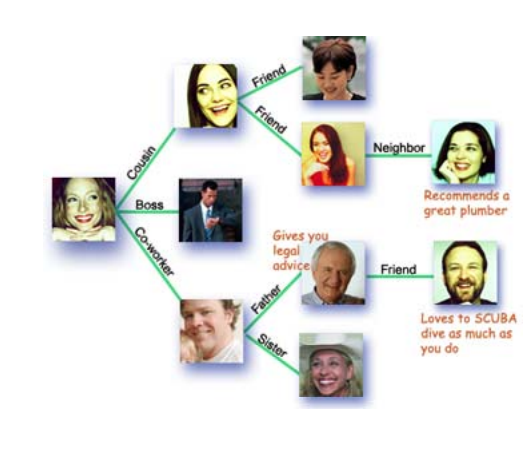 Friend
Friend
Cousin
Neighbor
Recommends a
great plumber
Boss
Co-worker
Gives you
legal
advice
Father
Friend
Sister
Loves to SCUBA
dive as much as
you do